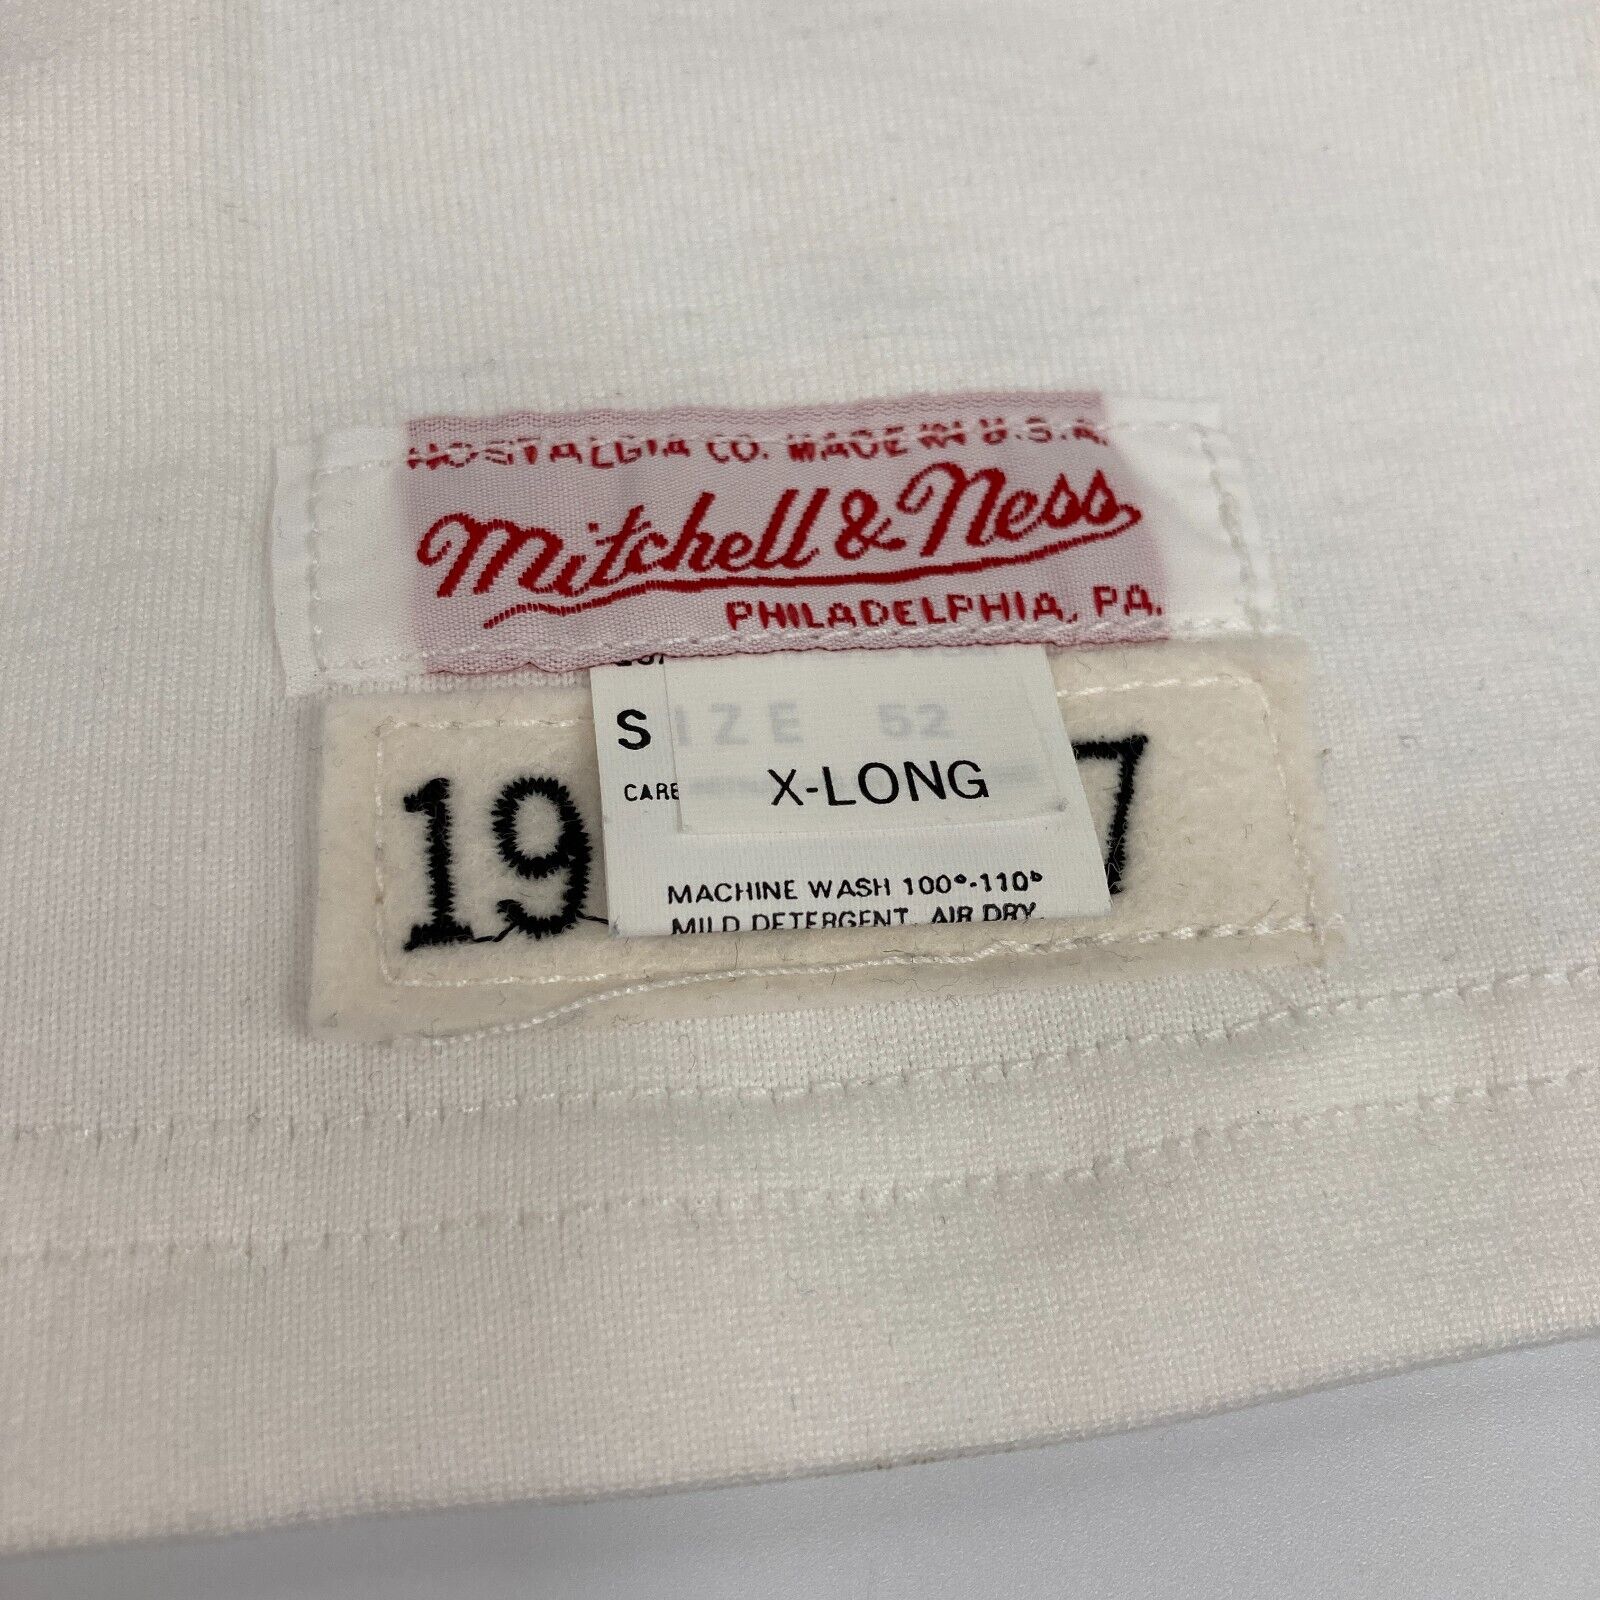 NOSTALGIA CO. MADE IN U.S.A.
Mitchell & Ness
PHILADELPHIA, PA.
SIZE 52
X-LONG
CARE
19 7
MACHINE WASH 100°-110°
MILD DETERGENT, AIR DRY.